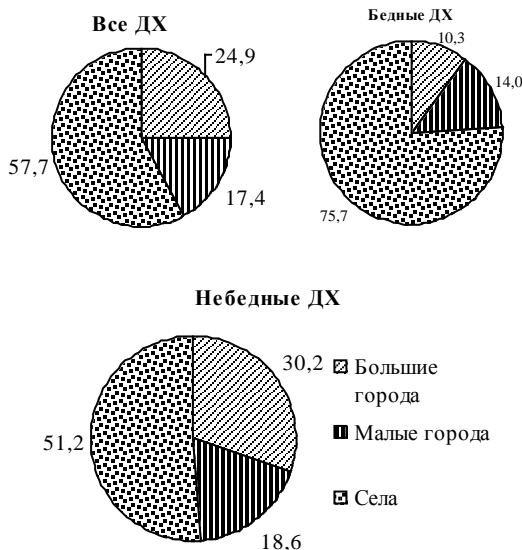 Все ДХ
24,9
57,7
17,4
Бедные ДХ
10,3
14,0
75,7
Небедные ДХ
30,2
51,2
18,6
Большие
города
Малые города
Села